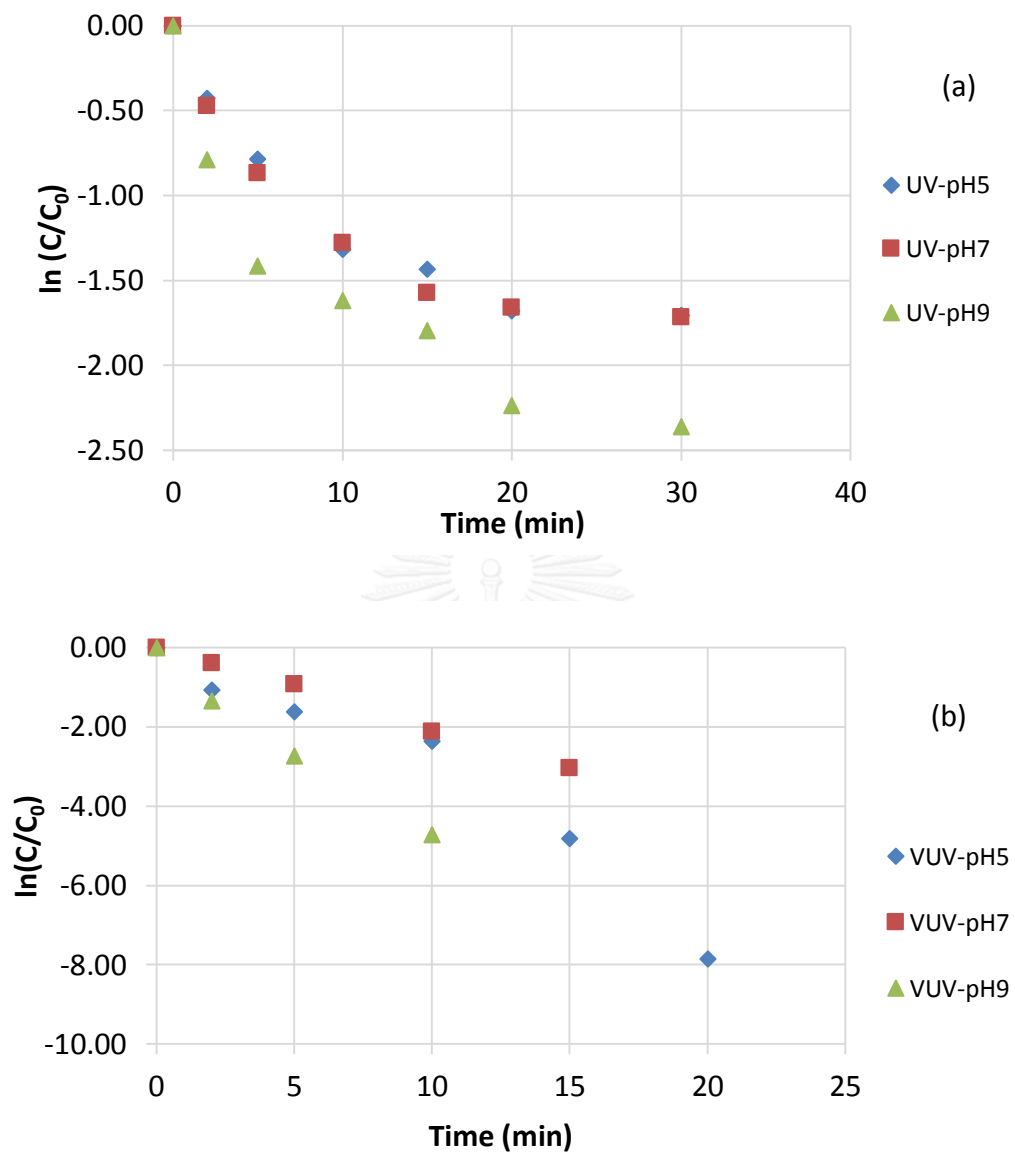 0.00
-0.50
-1.00
-1.50
-2.00
-2.50
ln (C/C₀)
0 10 20 30 40
Time (min)
(a)
UV-pH5
UV-pH7
UV-pH9
0.00
-2.00
-4.00
-6.00
-8.00
-10.00
ln(C/C₀)
0 5 10 15 20 25
Time (min)
(b)
VUV-pH5
VUV-pH7
VUV-pH9